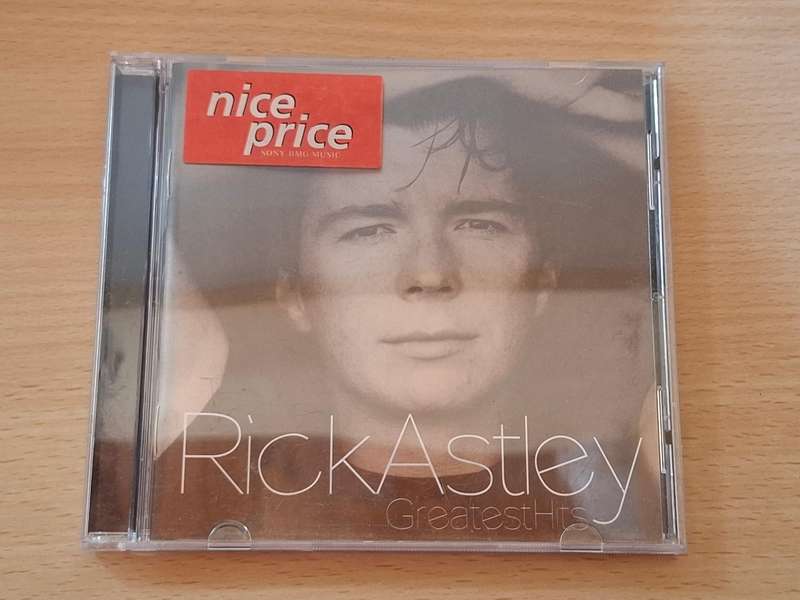 nice
price
SONY BMG MUSIC
RickAstley
GreatestHits